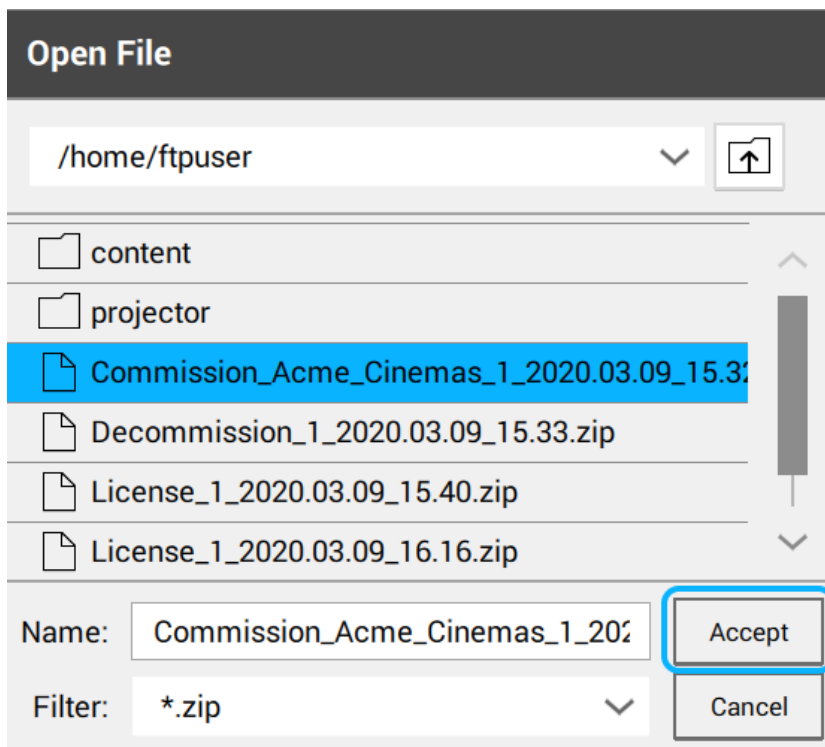 Open File
/home/ftpuser
content
projector
Commission_Acme_Cinemas_1_2020.03.09_15.32
Decommission_1_2020.03.09_15.33.zip
License_1_2020.03.09_15.40.zip
License_1_2020.03.09_16.16.zip
Name: Commission_Acme_Cinemas_1_202 Accept
Filter: *.zip Cancel